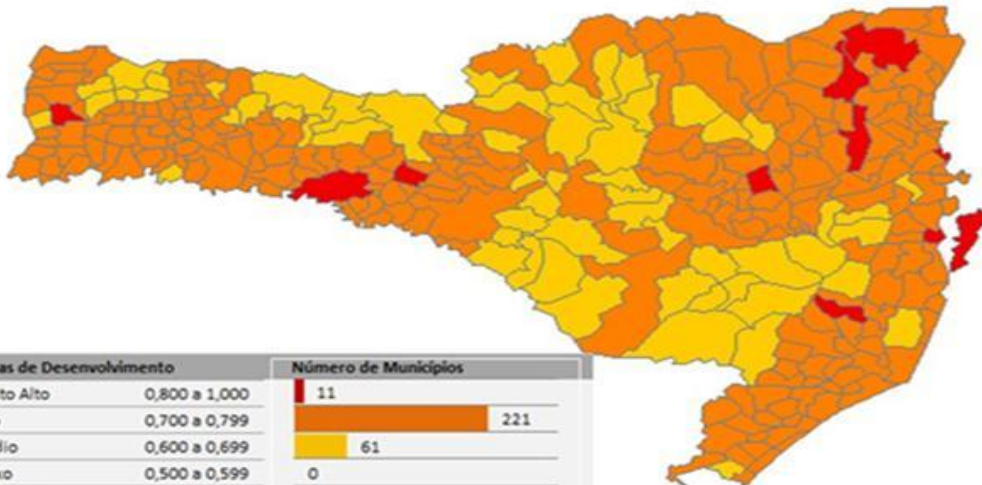 as de Desenvolvimento Número de Municípios
to Alto 0,800 a 1,000 11
0,700 a 0,799 221
dio 0,600 a 0,699 61
xo 0,500 a 0,599 0